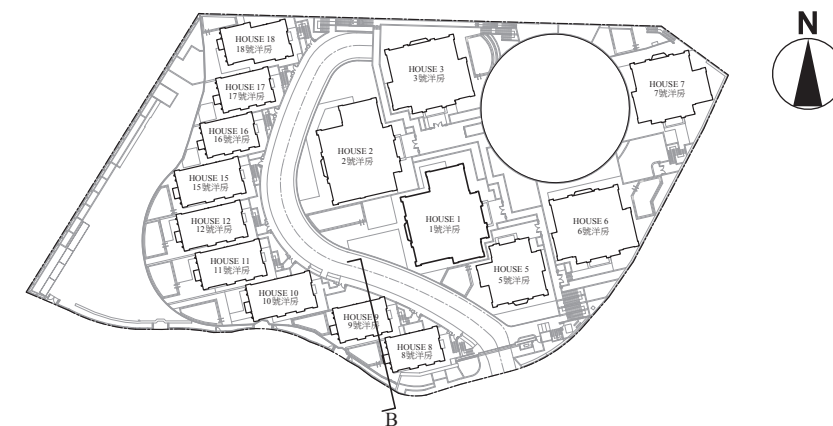 N
HOUSE 18
18號洋房
HOUSE 3
3號洋房
HOUSE 7
7號洋房
HOUSE 17
17號洋房
HOUSE 16
16號洋房
HOUSE 2
2號洋房
HOUSE 15
15號洋房
HOUSE 12
12號洋房
HOUSE 1
1號洋房
HOUSE 6
6號洋房
HOUSE 11
11號洋房
HOUSE 5
5號洋房
HOUSE 10
10號洋房
HOUSE 9
9號洋房
HOUSE 8
8號洋房
B